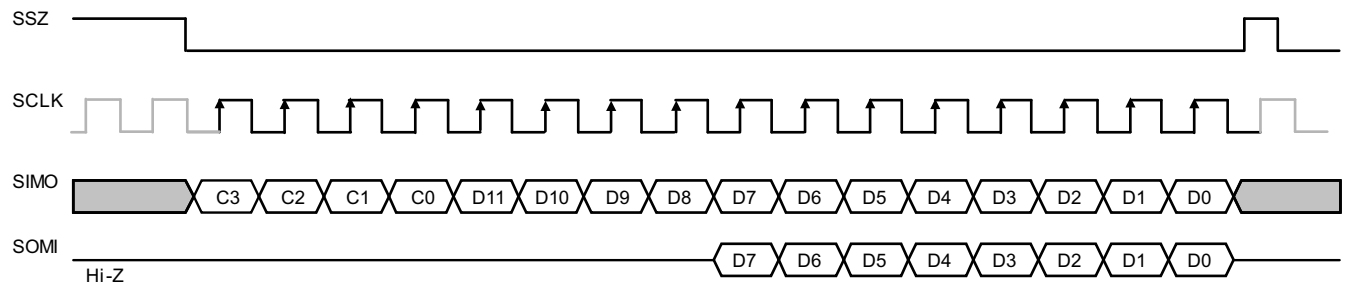 SSZ
SCLK
SIMO C3 C2 C1 C0 D11 D10 D9 D8 D7 D6 D5 D4 D3 D2 D1 D0
SOMI D7 D6 D5 D4 D3 D2 D1 D0
Hi-Z